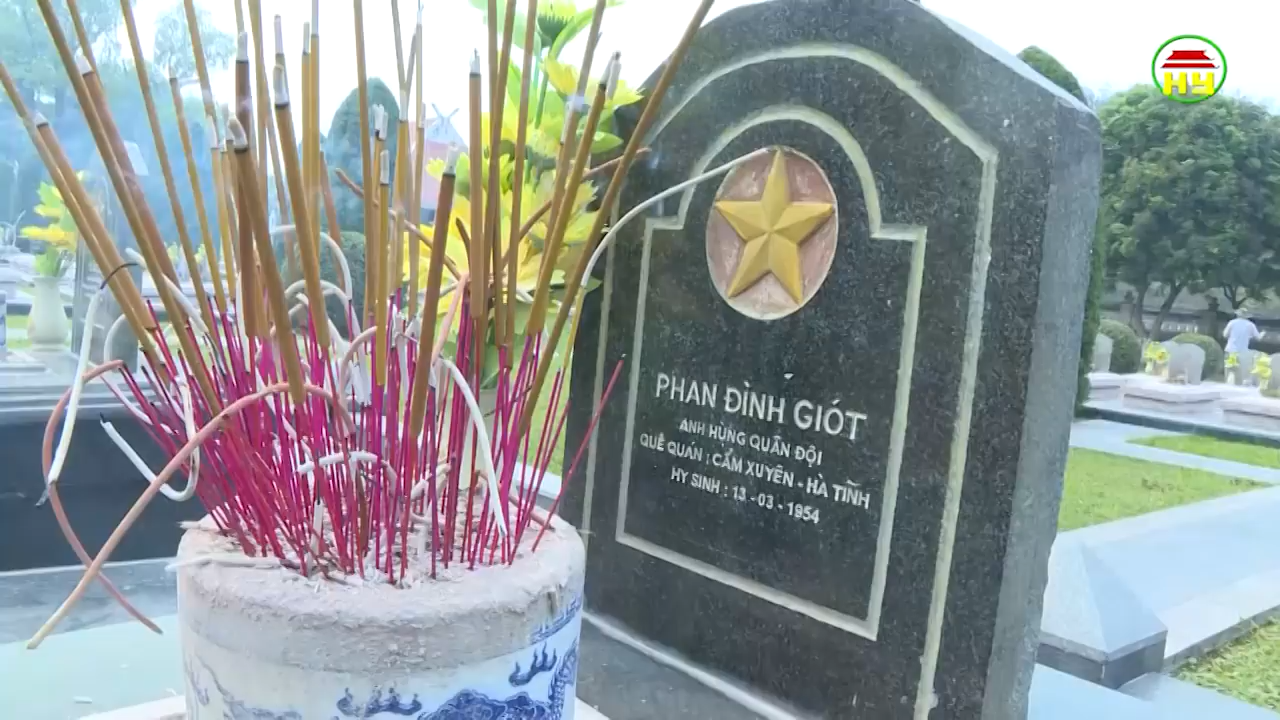 HY
PHAN ĐÌNH GIÓT
ANH HÙNG QUÂN ĐỘI
QUÊ QUÁN : CẨM XUYÊN - HÀ TĨNH
HY SINH : 13 - 03 - 1954